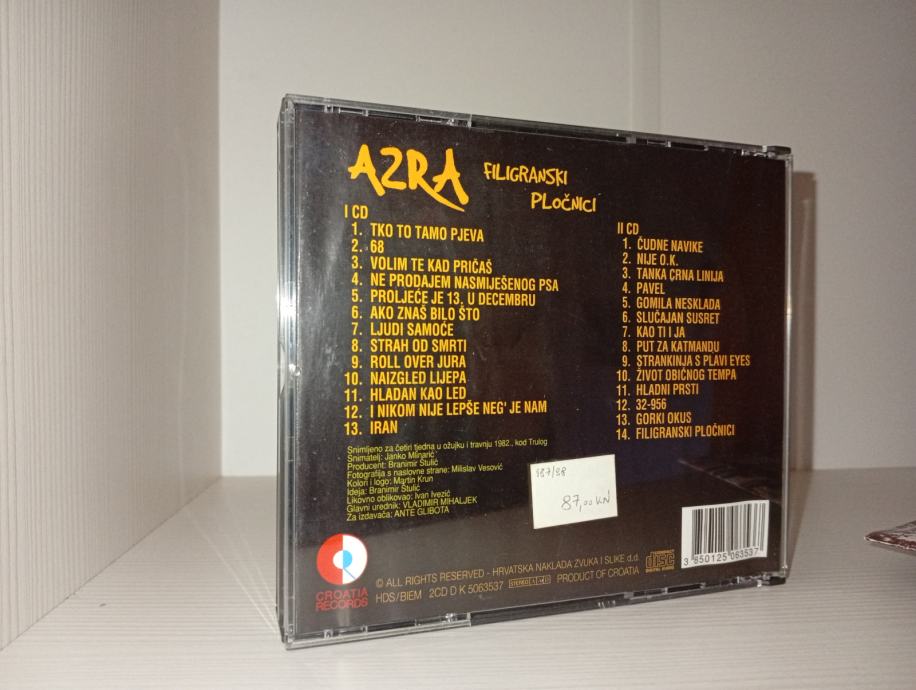 AZRA
FILIGRANSKI
PLOČNICI
I CD
1. TKO TO TAMO PJEVA
2. 68
3. VOLIM TE KAD PRIČAŠ
4. NE PRODAJEM NASMIJEŠENOG PSA
5. PROLJEĆE JE 13. U DECEMBRU
6. AKO ZNAŠ BILO ŠTO
7. LJUDI SAMOĆE
8. STRAH OD SMRTI
9. ROLL OVER JURA
10. NAIZGLED LIJEPA
11. HLADAN KAO LED
12. I NIKOM NIJE LEPŠE NEG' JE NAM
13. IRAN
II CD
1. ČUDNE NAVIKE
2. NIJE O.K.
3. TANKA CRNA LINIJA
4. PAVEL
5. GOMILA NESKLADA
6. SLUČAJAN SUSRET
7. KAO TI I JA
8. PUT ZA KATMANDU
9. STRANKINJA S PLAVI EYES
10. ŽIVOT OBIČNOG TEMPA
11. HLADNI PRSTI
12. 32-956
13. GORKI OKUS
14. FILIGRANSKI PLOČNICI
Snimljeno za četiri tjedna u ožujku i travnju 1982., kod Trulog
Snimatelj: Janko Mlinarić
Producent: Branimir Štulić
Fotografija s naslovne strane: Milislav Vesović
Kolori i logo: Martin Krun
Ideja: Branimir Štulić
Likovno oblikovao: Ivan Ivezić
Glavni urednik: VLADIMIR MIHALJEK
Za izdavača: ANTE GLIBOTA
187/98
87,00 KN
CROATIA
RECORDS
© ALL RIGHTS RESERVED - HRVATSKA NAKLADA ZVUKA I SLIKE d.d.
HDS/BIEM 2CD D K 5063537 STEREO PRODUCT OF CROATIA
COMPACT
disc
DIGITAL AUDIO
3 850125 063537